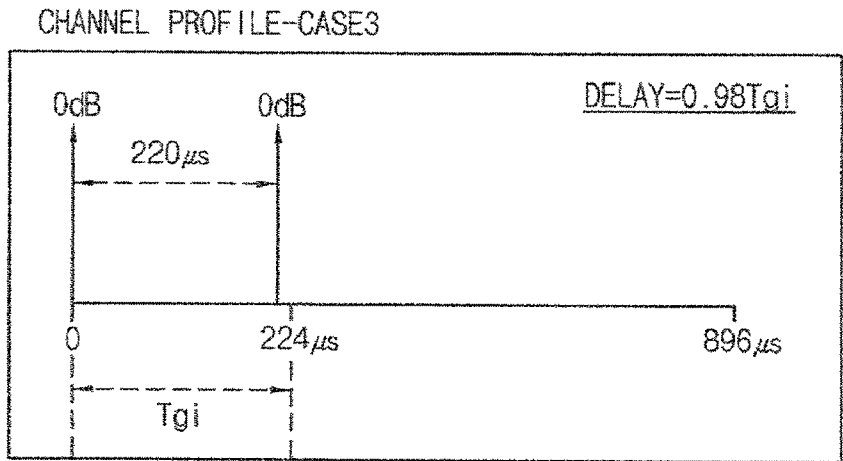 CHANNEL PROFILE-CASE3
0dB 0dB DELAY=0.98Tgi
220μs
0 224μs 896μs
Tgi